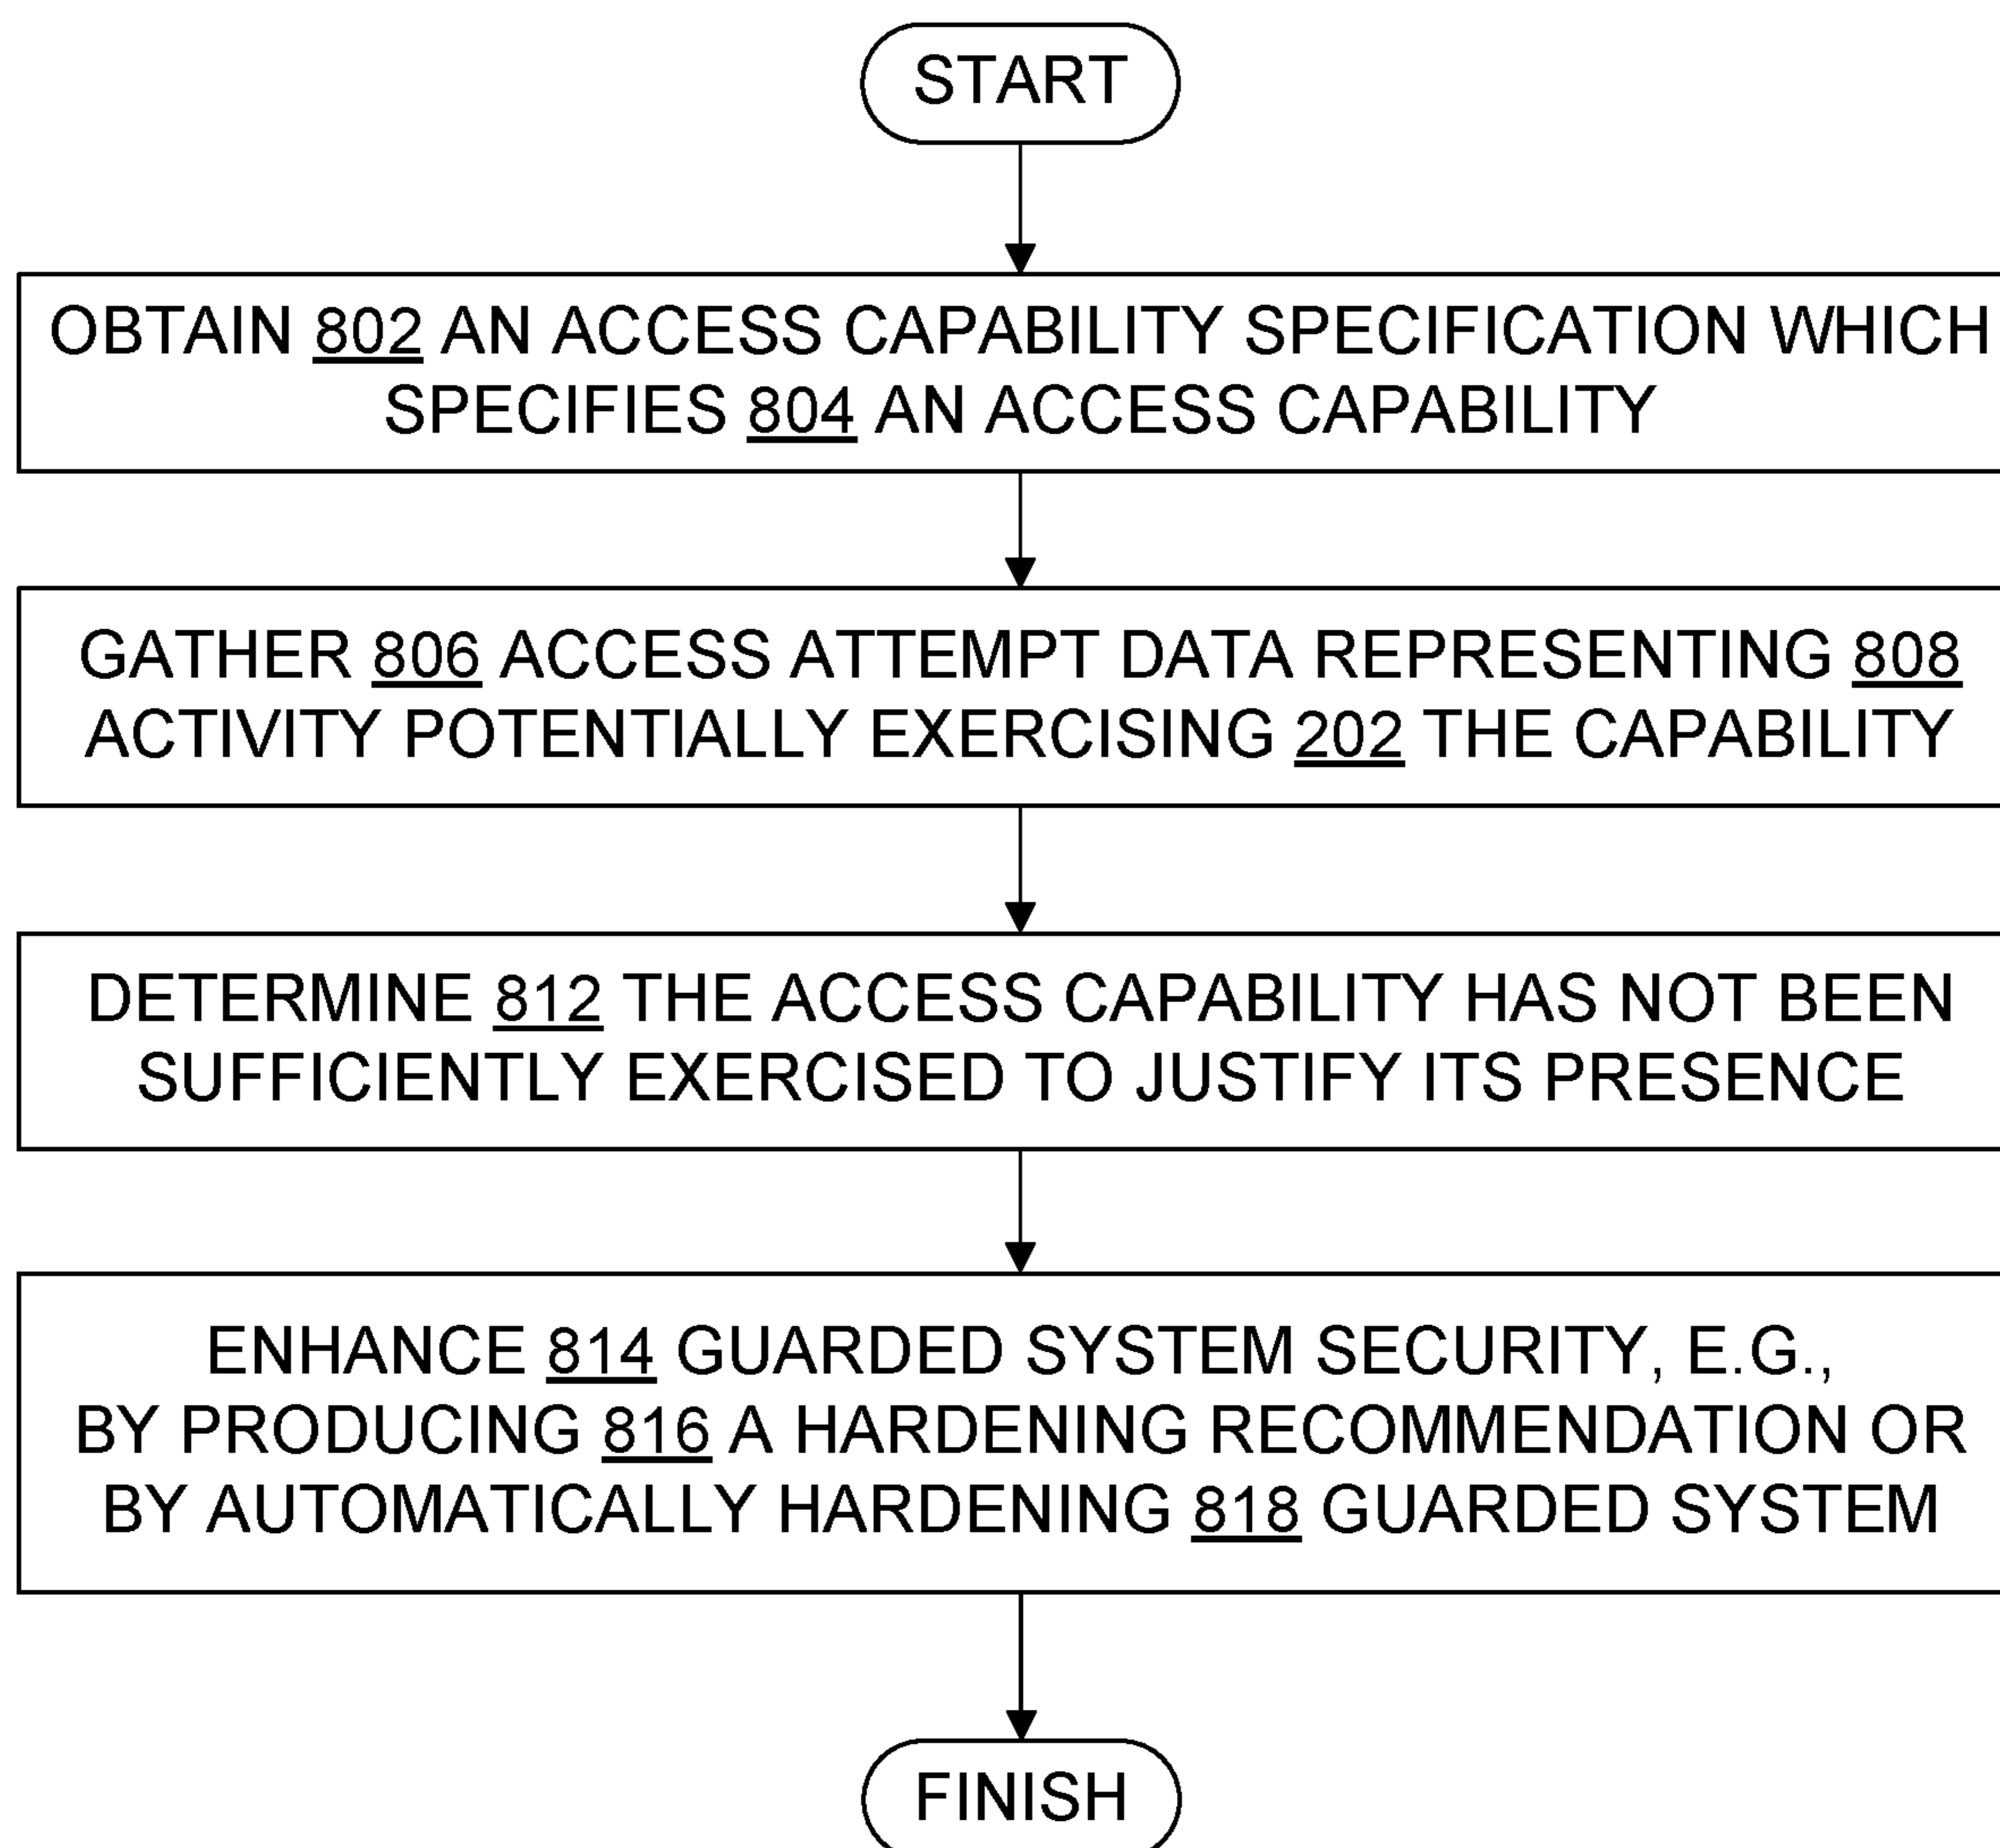 START
OBTAIN 802 AN ACCESS CAPABILITY SPECIFICATION WHICH
SPECIFIES 804 AN ACCESS CAPABILITY
GATHER 806 ACCESS ATTEMPT DATA REPRESENTING 808
ACTIVITY POTENTIALLY EXERCISING 202 THE CAPABILITY
DETERMINE 812 THE ACCESS CAPABILITY HAS NOT BEEN
SUFFICIENTLY EXERCISED TO JUSTIFY ITS PRESENCE
ENHANCE 814 GUARDED SYSTEM SECURITY, E.G.,
BY PRODUCING 816 A HARDENING RECOMMENDATION OR
BY AUTOMATICALLY HARDENING 818 GUARDED SYSTEM
FINISH